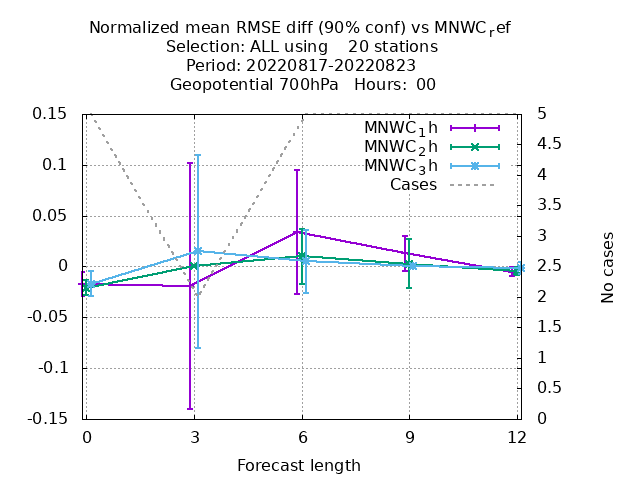 Normalized mean RMSE diff (90% conf) vs MNWC_ref
Selection: ALL using    20 stations
Period: 20220817-20220823
Geopotential 700hPa   Hours: 00
MNWC_1h
MNWC_2h
MNWC_3h
Cases
0.15
0.1
0.05
0
-0.05
-0.1
-0.15
5
4.5
4
3.5
3
2.5
2
1.5
1
0.5
0
No cases
0 3 6 9 12
Forecast length